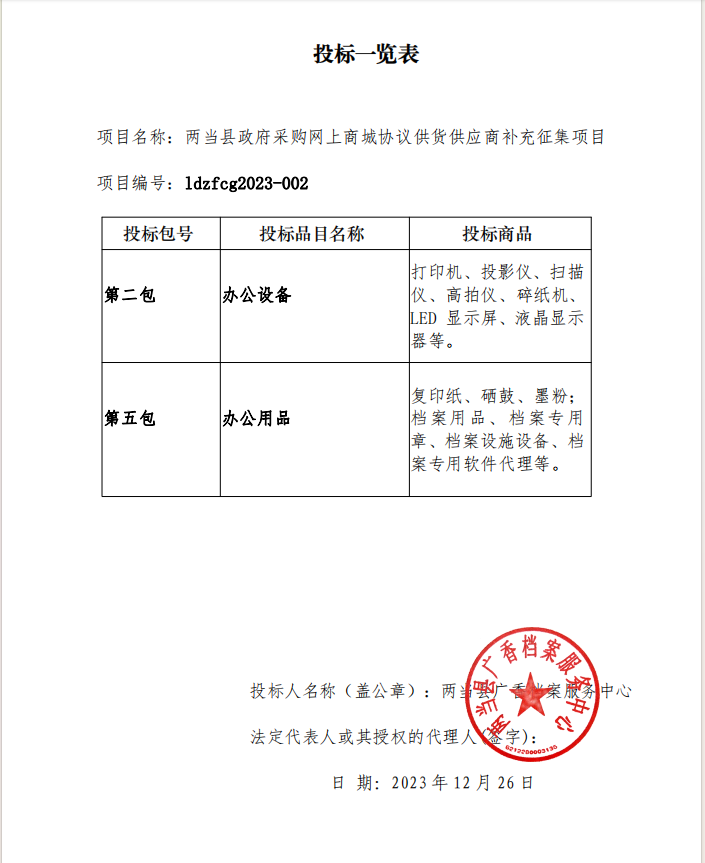 投标一览表
项目名称：两当县政府采购网上商城协议供货供应商补充征集项目
项目编号：ldzfcg2023-002
投标包号 投标品目名称 投标商品
第二包 办公设备
打印机、投影仪、扫描
仪、高拍仪、碎纸机、
LED 显示屏、液晶显示
器等。
第五包 办公用品
复印纸、硒鼓、墨粉；
档案用品、档案专用
章、档案设施设备、档
案专用软件代理等。
投标人名称（盖公章）：两当县广香档案服务中心
法定代表人或其授权的代理人(签字)：
日 期：2023年12月26日
两当县广香档案服务中心